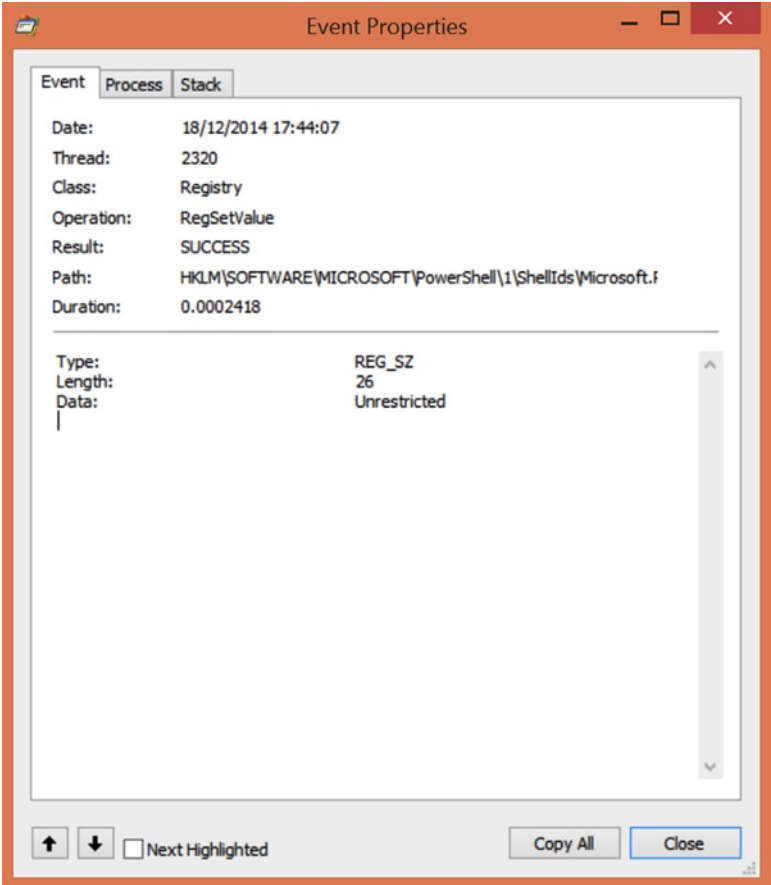 Event Properties
Event Process Stack
Date: 18/12/2014 17:44:07
Thread: 2320
Class: Registry
Operation: RegSetValue
Result: SUCCESS
Path: HKLM\SOFTWARE\MICROSOFT\PowerShell\1\ShellIds\Microsoft.F
Duration: 0.0002418
Type: REG_SZ
Length: 26
Data: Unrestricted
Next Highlighted Copy All Close